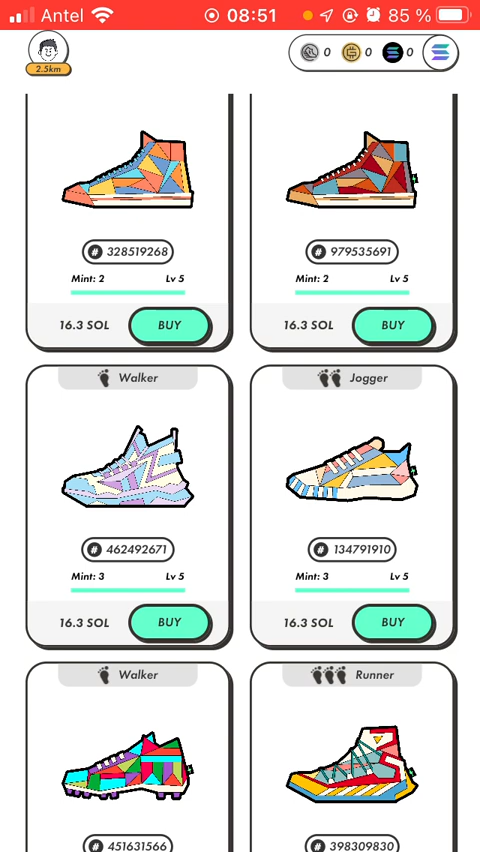 Antel 08:51 85 %
2.5km 0 0 0
# 328519268 # 979535691
Mint: 2 Lv 5 Mint: 2 Lv 5
16.3 SOL BUY 16.3 SOL BUY
Walker Jogger
# 462492671 # 134791910
Mint: 3 Lv 5 Mint: 3 Lv 5
16.3 SOL BUY 16.3 SOL BUY
Walker Runner
# 451631566 # 398309830